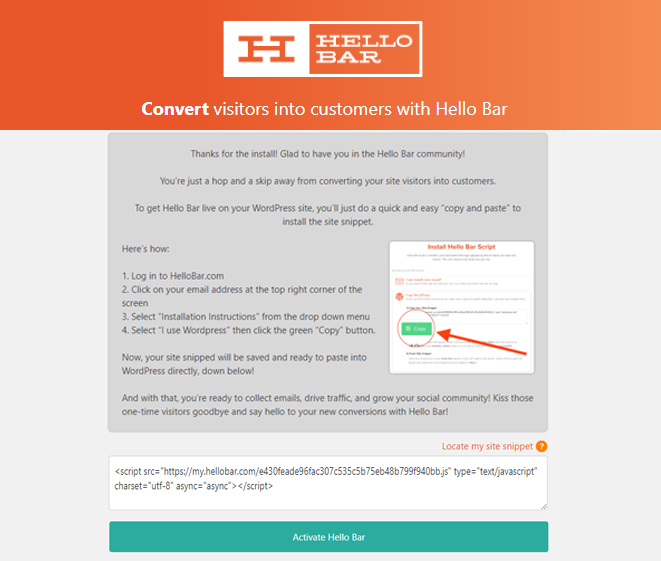 H HELLO
BAR
Convert visitors into customers with Hello Bar
Thanks for the install! Glad to have you in the Hello Bar community!
You're just a hop and a skip away from converting your site visitors into customers.
To get Hello Bar live on your WordPress site, you'll just do a quick and easy "copy and paste" to
install the site snippet.
Here's how:
1. Log in to HelloBar.com
2. Click on your email address at the top right corner of the
screen
3. Select "Installation Instructions" from the drop down menu
4. Select "I use Wordpress" then click the green "Copy" button.
Now, your site snipped will be saved and ready to paste into
WordPress directly, down below!
Install Hello Bar Script
Copy
And with that, you're ready to collect emails, drive traffic, and grow your social community! Kiss those
one-time visitors goodbye and say hello to your new conversions with Hello Bar!
Locate my site snippet ?
<script src="https://my.hellobar.com/e430feade96fac307c535c5b75eb48b799f940bb.js" type="text/javascript"
charset="utf-8" async="async"></script>
Activate Hello Bar